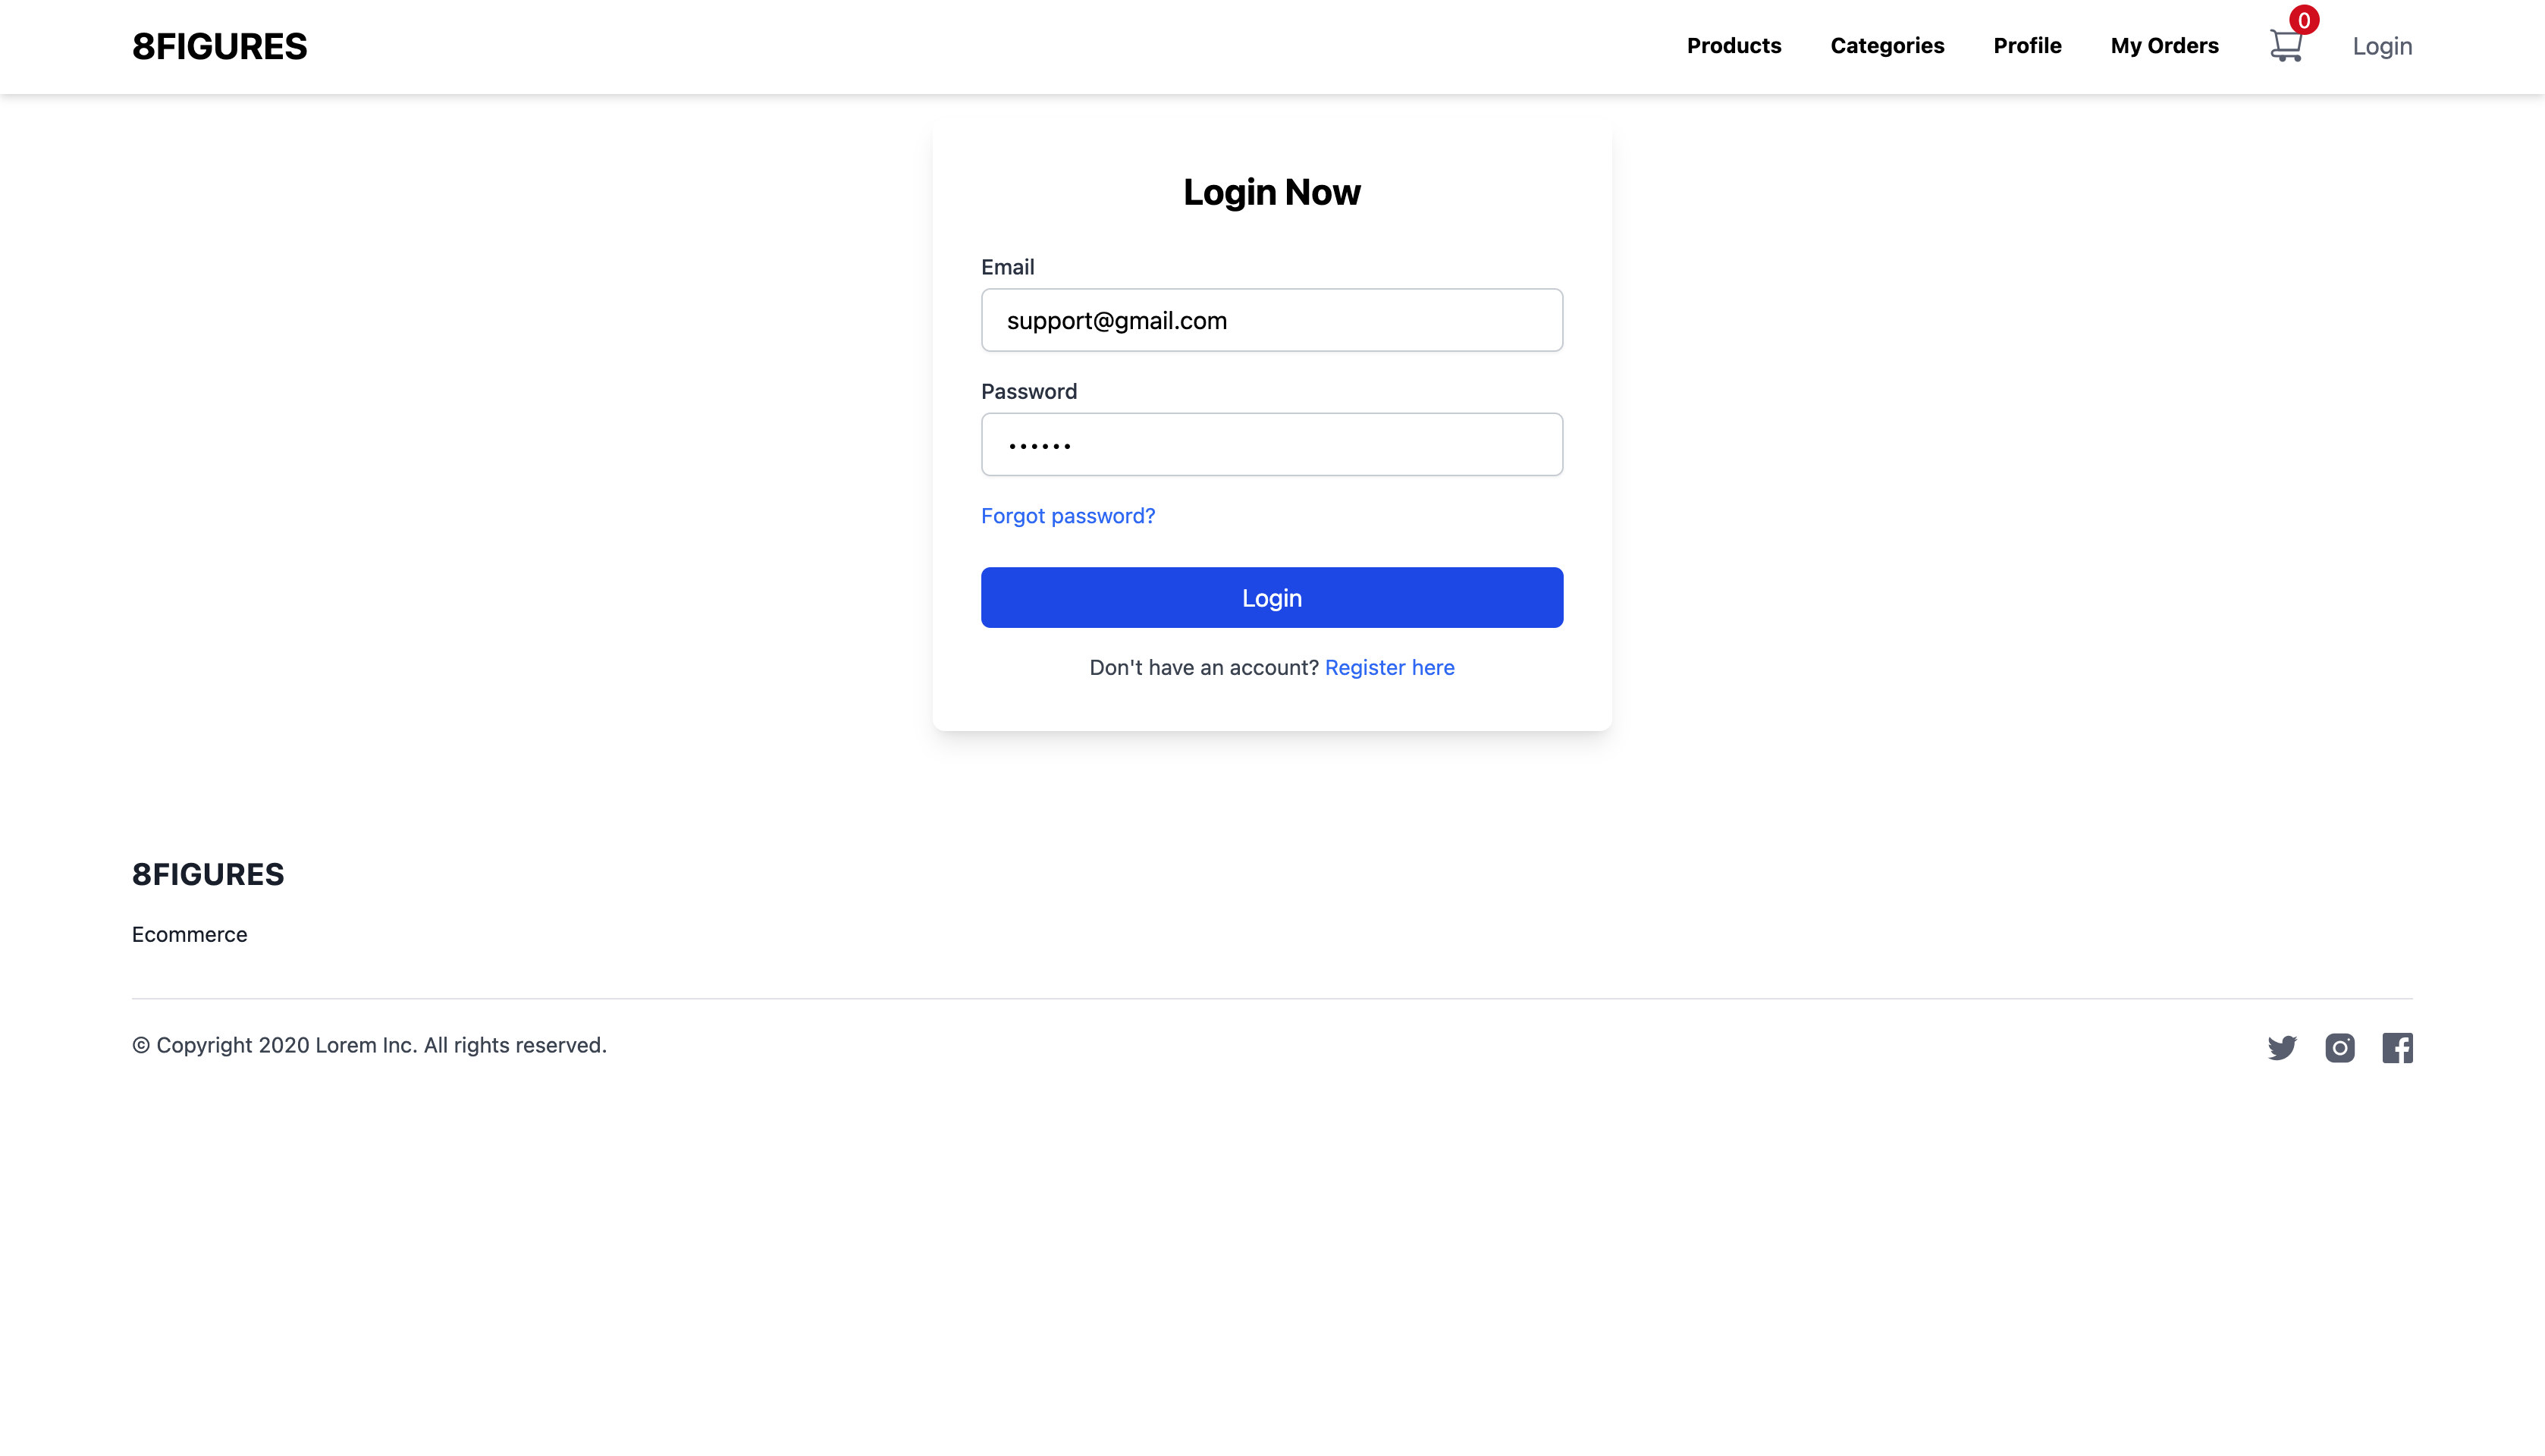 8FIGURES
Products Categories Profile My Orders 0 Login
Login Now
Email
support@gmail.com
Password
••••••
Forgot password?
Login
Don't have an account? Register here
8FIGURES
Ecommerce
© Copyright 2020 Lorem Inc. All rights reserved.